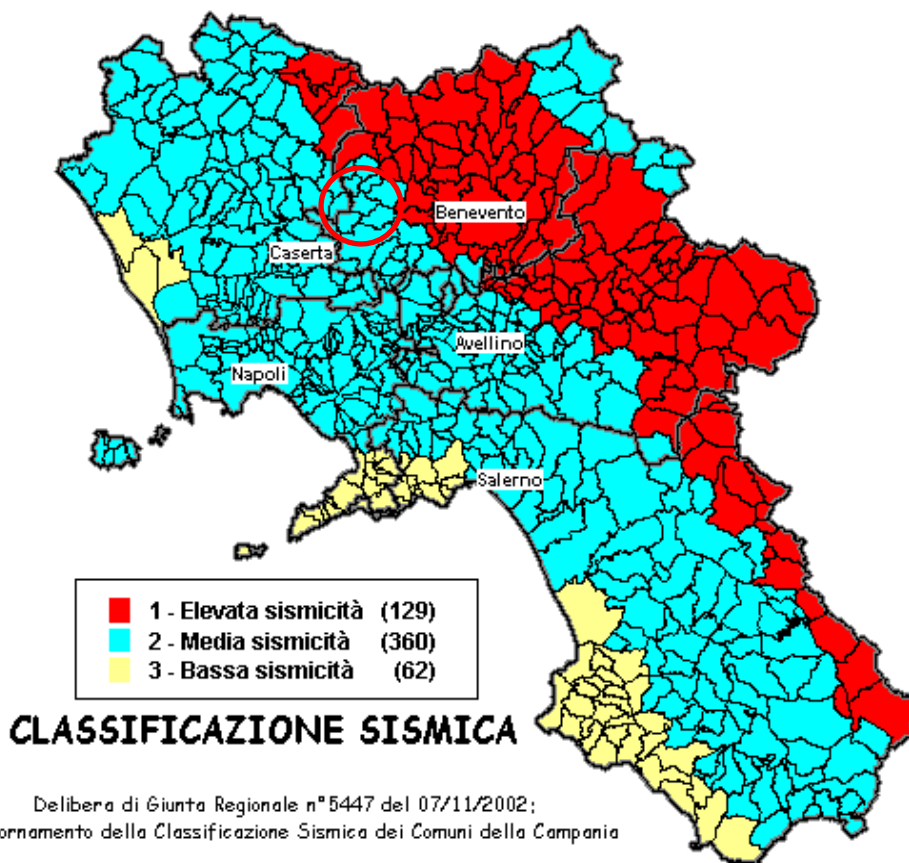 Benevento
Caserta
Avellino
Napoli
Salerno
1 - Elevata sismicità (129)
2 - Media sismicità (360)
3 - Bassa sismicità (62)
CLASSIFICAZIONE SISMICA
Delibera di Giunta Regionale n°5447 del 07/11/2002;
ornamento della Classificazione Sismica dei Comuni della Campania